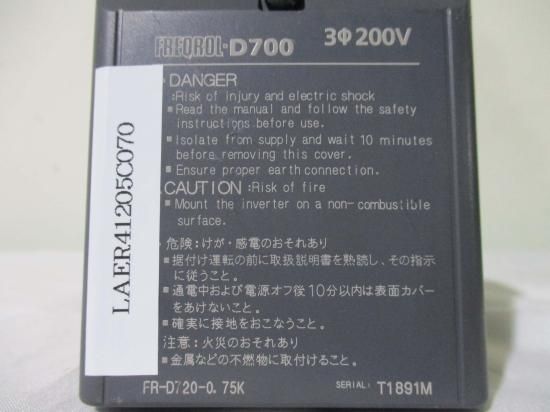 FREQROL-D700 3Φ200V
DANGER
:Risk of injury and electric shock
■ Read the manual and follow the safety
instructions before use.
■ Isolate from supply and wait 10 minutes
before removing this cover.
■ Ensure proper earth connection.
CAUTION :Risk of fire
■ Mount the inverter on a non-combustible
surface.
危険:けが・感電のおそれあり
■据付け運転の前に取扱説明書を熟読し、その指示
に従うこと。
■通電中および電源オフ後10分以内は表面カバー
をあけないこと。
■確実に接地をおこなうこと。
注意:火災のおそれあり
■金属などの不燃物に取付けること。
FR-D720-0.75K SERIAL: T1891M
LAER41205C070